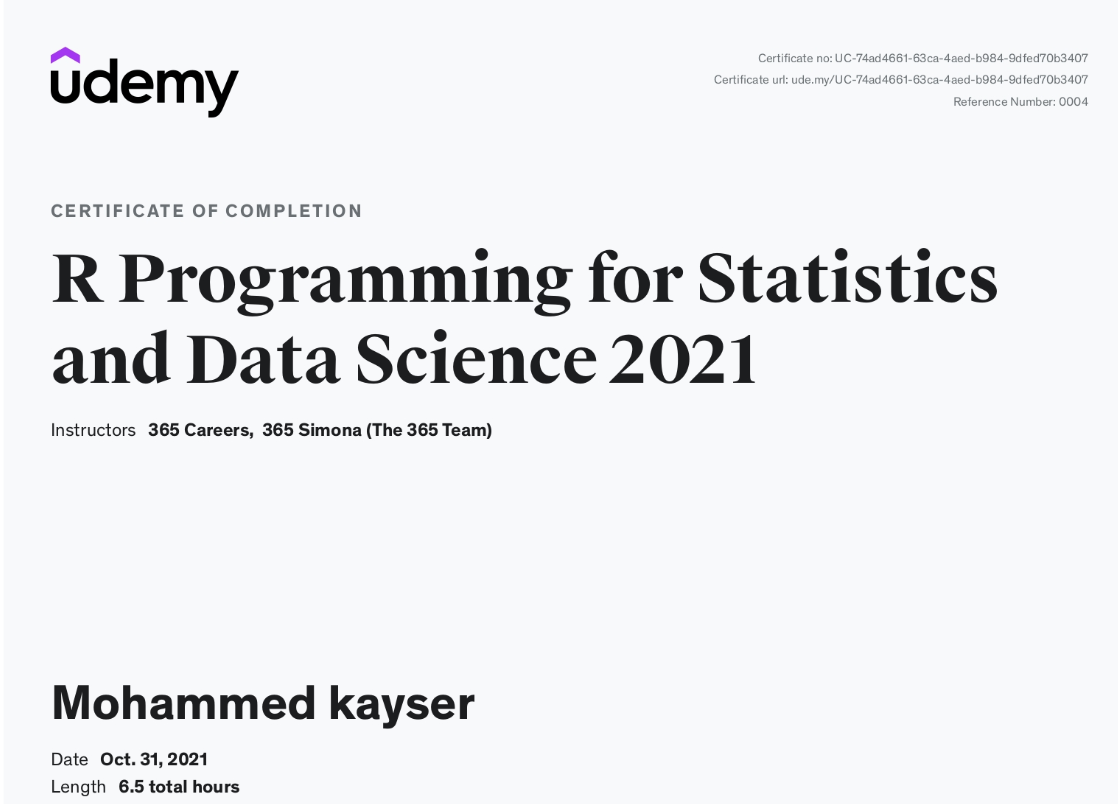 udemy
Certificate no: UC-74ad4661-63ca-4aed-b984-9dfed70b3407
Certificate url: ude.my/UC-74ad4661-63ca-4aed-b984-9dfed70b3407
Reference Number: 0004
CERTIFICATE OF COMPLETION
R Programming for Statistics
and Data Science 2021
Instructors 365 Careers, 365 Simona (The 365 Team)
Mohammed kayser
Date Oct. 31, 2021
Length 6.5 total hours